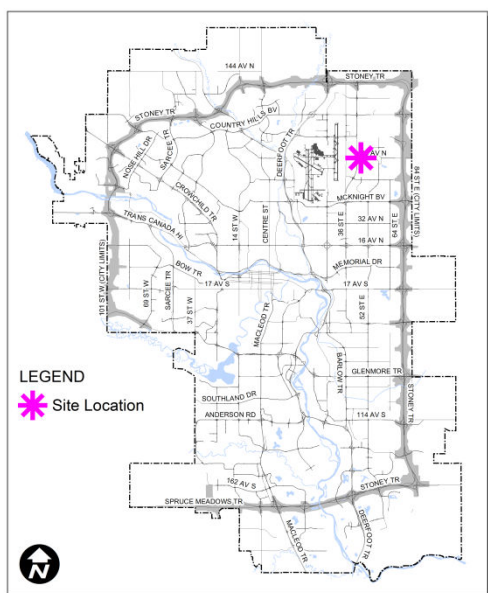 144 AV N
STONEY TR
STONEY TR
COUNTRY HILLS BV
NOSE HILL DR
SARCEE TR
DEERFOOT TR
AV N
CROWCHILD TR
MCKNIGHT BV
84 ST E (CITY LIMITS)
TRANS CANADA HI
14 ST W
CENTRE ST
36 ST E
32 AV N
64 ST E
16 AV N
BOW TR
MEMORIAL DR
17 AV S
17 AV S
101 ST W (CITY LIMITS)
69 ST W
SARCEE TR
37 ST W
MACLEOD TR
52 ST E
BARLOW TR
GLENMORE TR
LEGEND
Site Location
SOUTHLAND DR
ANDERSON RD
114 AV S
STONEY TR
162 AV S
STONEY TR
SPRUCE MEADOWS TR
MACLEOD TR
DEERFOOT TR
N